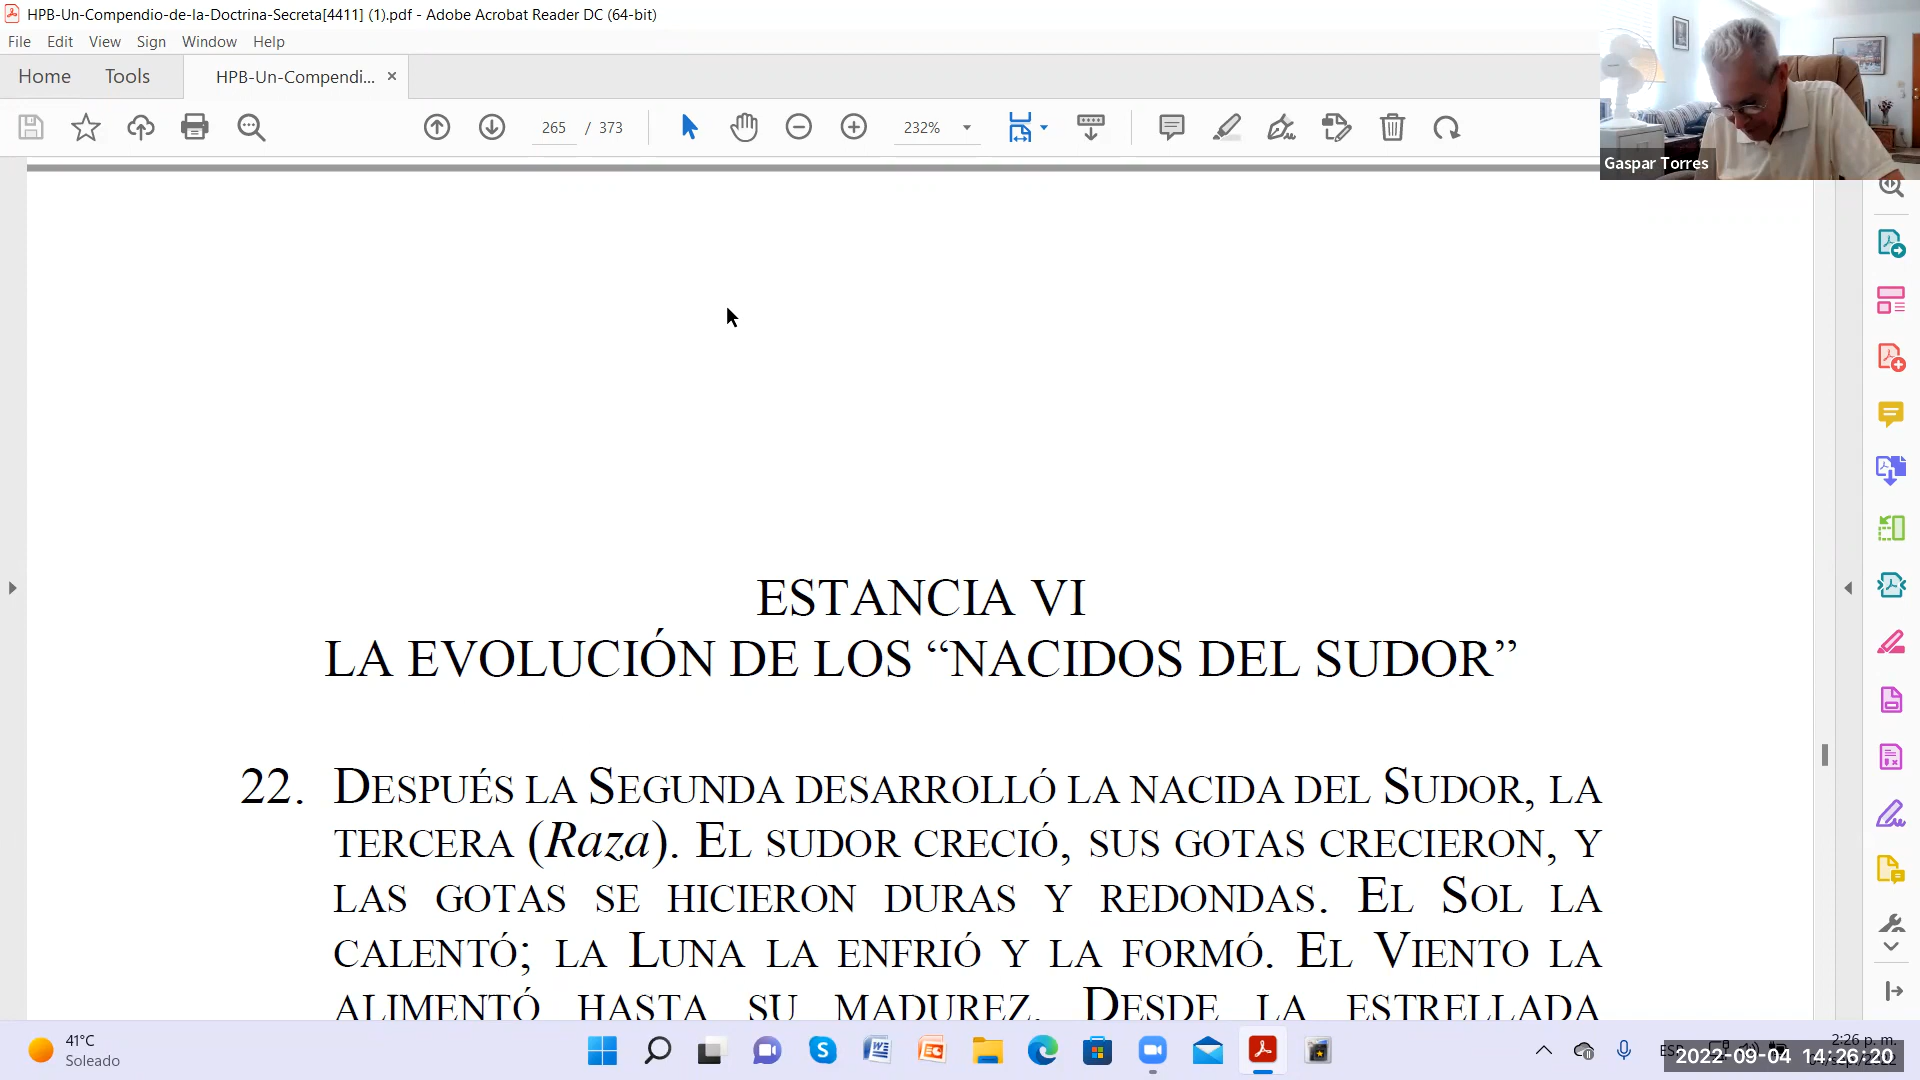 HPB-Un-Compendio-de-la-Doctrina-Secreta[4411] (1).pdf - Adobe Acrobat Reader DC (64-bit)
File Edit View Sign Window Help
Home Tools HPB-Un-Compendi... ×
265 / 373 232%
Gaspar Torres
ESTANCIA VI
LA EVOLUCIÓN DE LOS “NACIDOS DEL SUDOR”
22. DESPUÉS LA SEGUNDA DESARROLLÓ LA NACIDA DEL SUDOR, LA
TERCERA (Raza). EL SUDOR CRECIÓ, SUS GOTAS CRECIERON, Y
LAS GOTAS SE HICIERON DURAS Y REDONDAS. EL SOL LA
CALENTÓ; LA LUNA LA ENFRIÓ Y LA FORMÓ. EL VIENTO LA
ALIMENTÓ HASTA SU MADUREZ. DESDE LA ESTRELLADA
41°C
Soleado
2:26 p. m.
2022-09-04 14:26:20